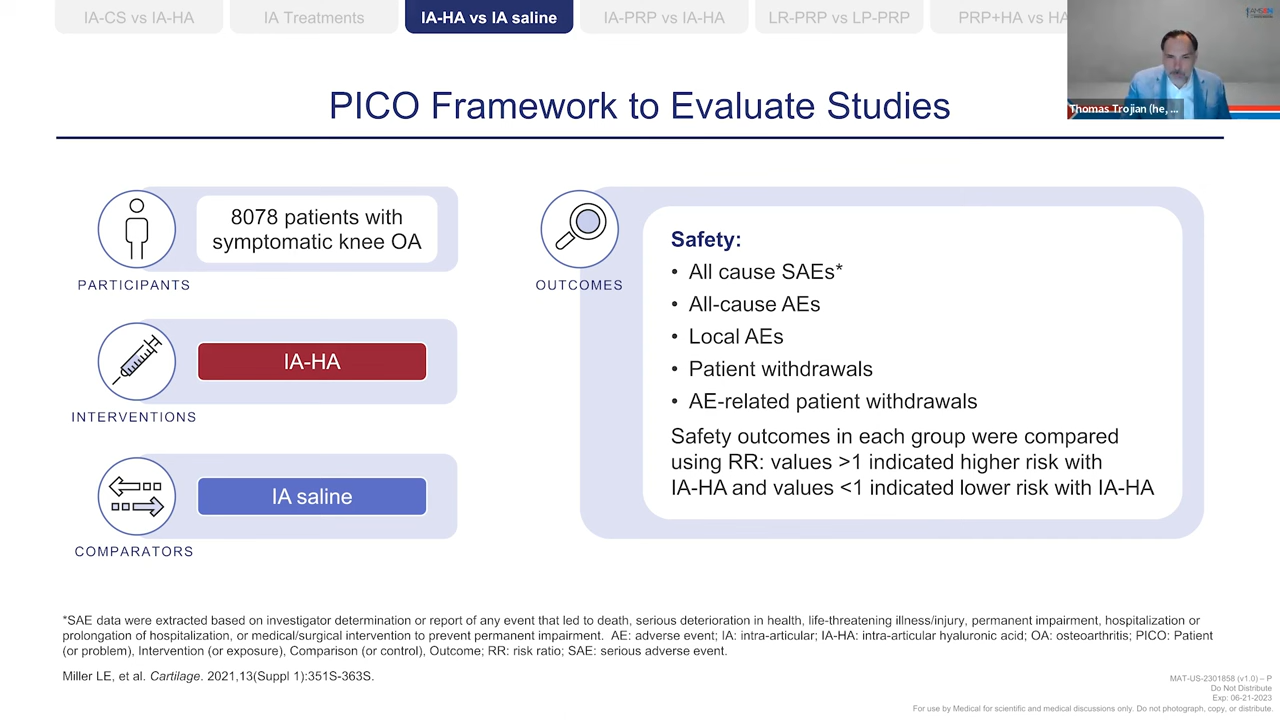 IA-CS vs IA-HA
IA Treatments
IA-HA vs IA saline
IA-PRP vs IA-HA
LR-PRP vs LP-PRP
PRP+HA vs HA
Thomas Trojian (he, ...
PICO Framework to Evaluate Studies
8078 patients with
symptomatic knee OA
PARTICIPANTS
IA-HA
INTERVENTIONS
IA saline
COMPARATORS
OUTCOMES
Safety:
• All cause SAEs*
• All-cause AEs
• Local AEs
• Patient withdrawals
• AE-related patient withdrawals
Safety outcomes in each group were compared
using RR: values >1 indicated higher risk with
IA-HA and values <1 indicated lower risk with IA-HA
*SAE data were extracted based on investigator determination or report of any event that led to death, serious deterioration in health, life-threatening illness/injury, permanent impairment, hospitalization or
prolongation of hospitalization, or medical/surgical intervention to prevent permanent impairment. AE: adverse event; IA: intra-articular; IA-HA: intra-articular hyaluronic acid; OA: osteoarthritis; PICO: Patient
(or problem), Intervention (or exposure), Comparison (or control), Outcome; RR: risk ratio; SAE: serious adverse event.
Miller LE, et al. Cartilage. 2021,13(Suppl 1):351S-363S.
MAT-US-2301858 (v1.0) – P
Do Not Distribute
Exp: 06-21-2023
For use by Medical for scientific and medical discussions only. Do not photograph, copy, or distribute.